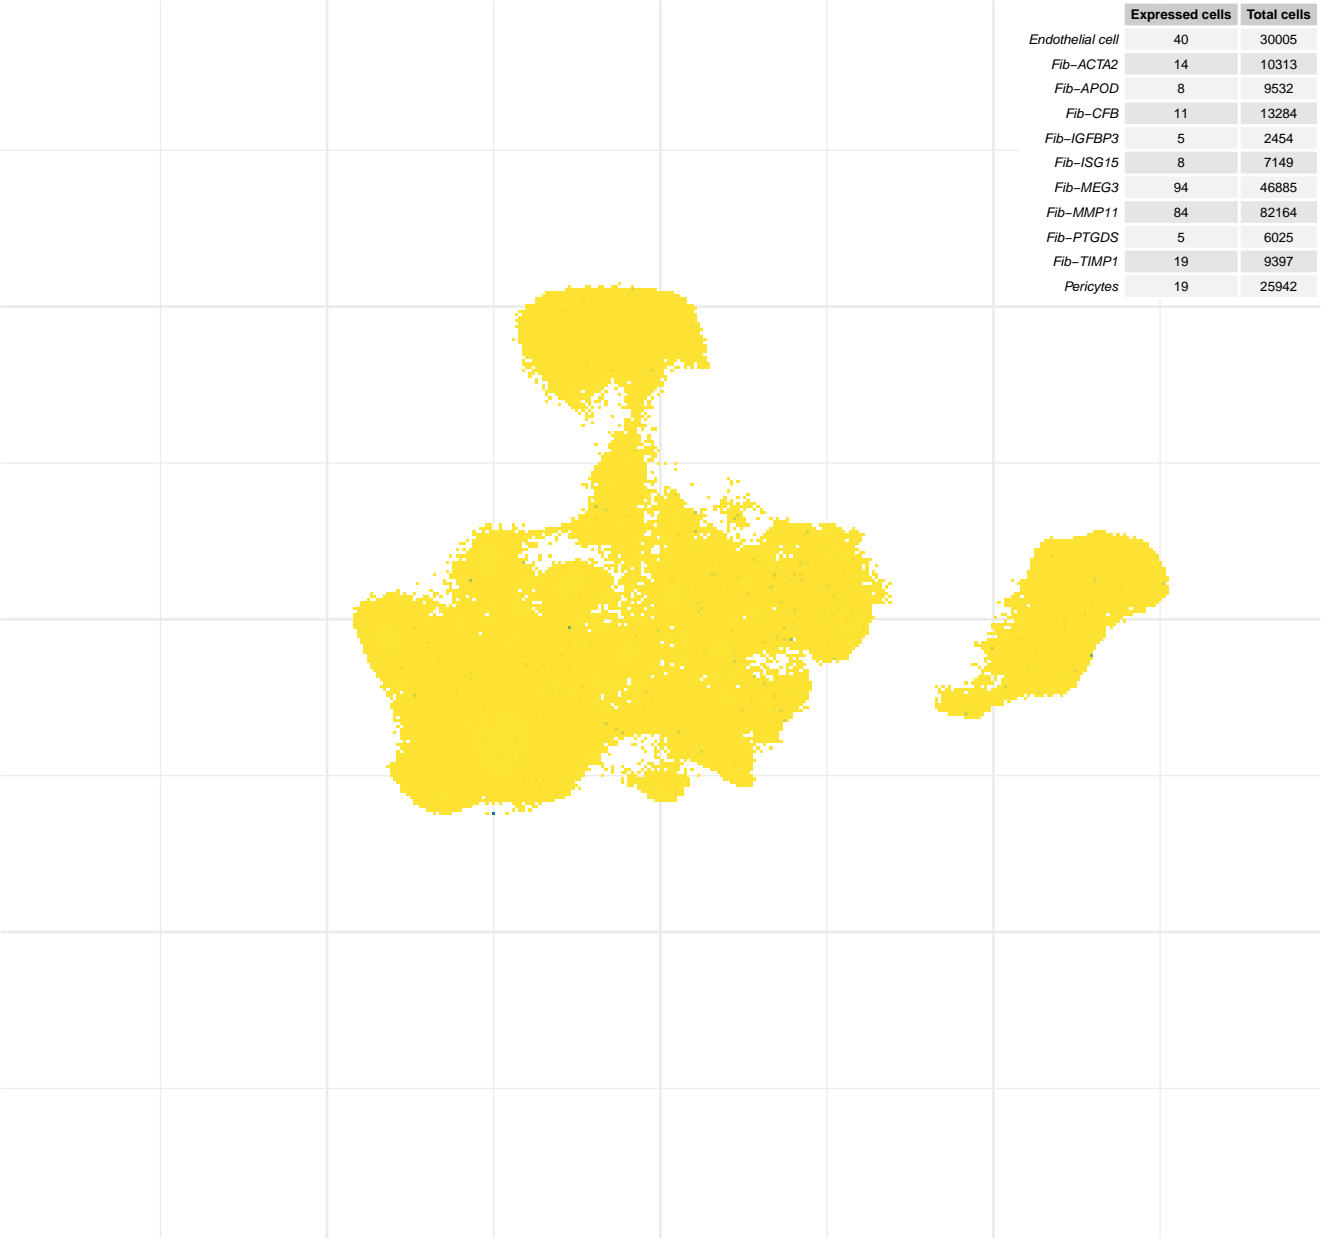 Expressed cells Total cells
Endothelial cell 40 30005
Fib−ACTA2 14 10313
Fib−APOD 8 9532
Fib−CFB 11 13284
Fib−IGFBP3 5 2454
Fib−ISG15 8 7149
Fib−MEG3 94 46885
Fib−MMP11 84 82164
Fib−PTGDS 5 6025
Fib−TIMP1 19 9397
Pericytes 19 25942